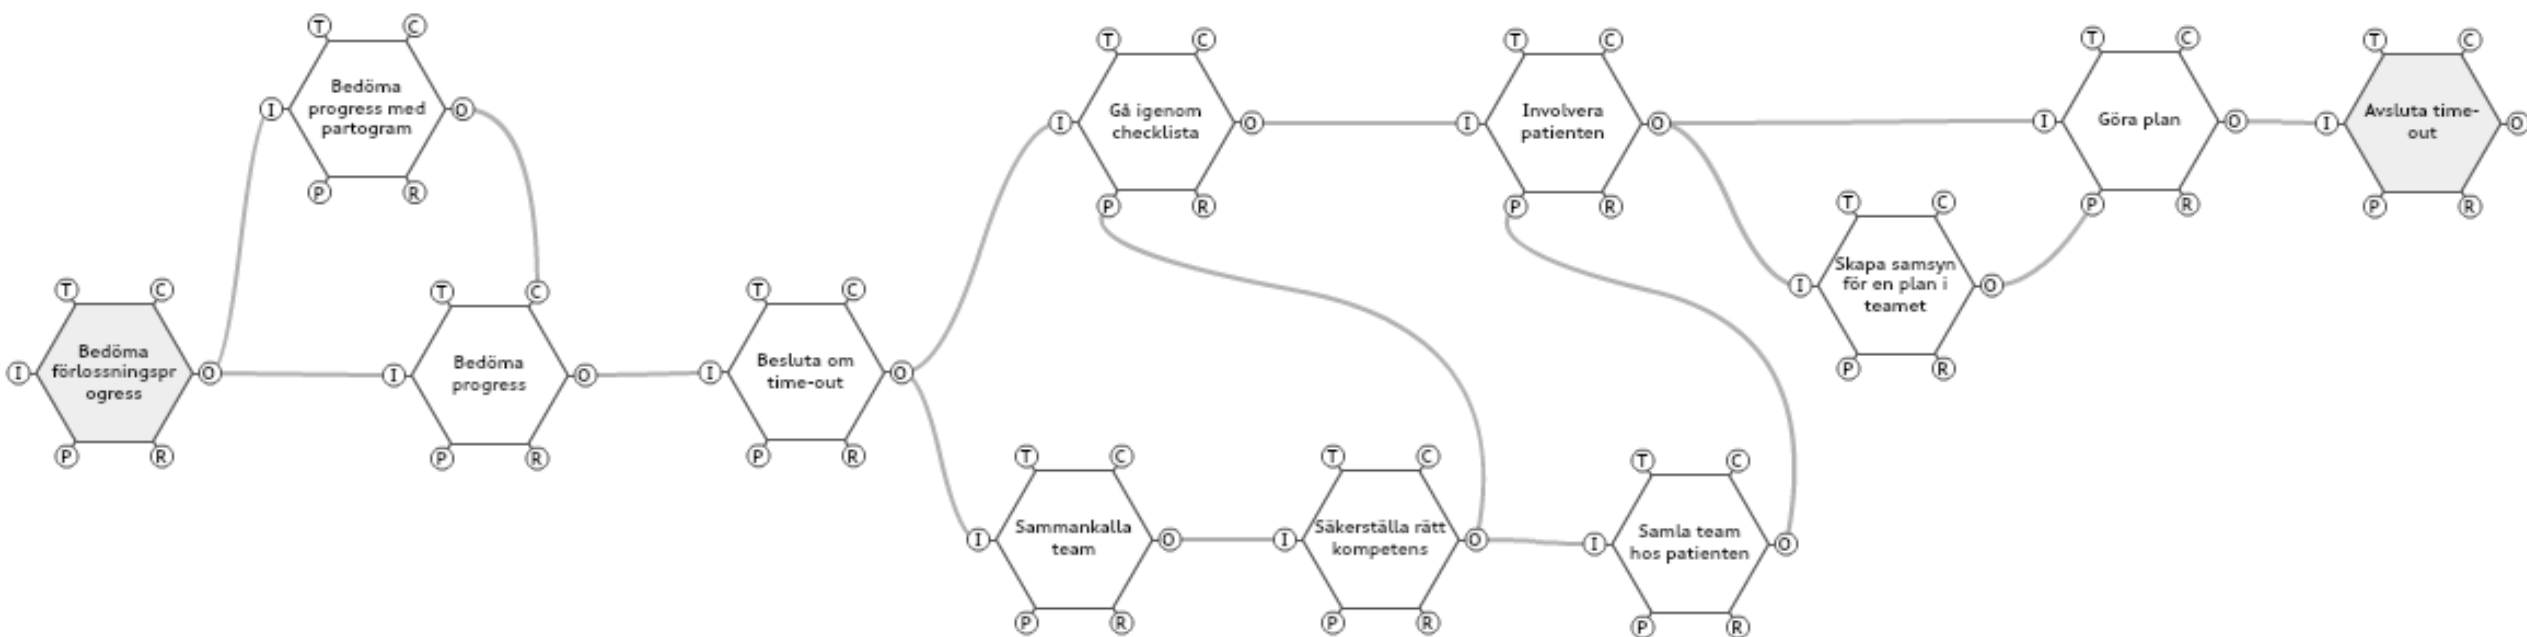 T
C
Bedöma
progress med
partogram
I
O
P
R
T
C
Bedöma
förlossningspr
ogress
I
O
P
R
T
C
Bedöma
progress
I
O
P
R
T
C
Besluta om
time-out
I
O
P
R
T
C
Gå igenom
checklista
I
O
P
R
T
C
Sammankalla
team
I
O
P
R
T
C
Säkerställa rätt
kompetens
I
O
P
R
T
C
Involvera
patienten
I
O
P
R
T
C
Samla team
hos patienten
I
O
P
R
T
C
Skapa samsyn
för en plan i
teamet
I
O
P
R
T
C
Göra plan
I
O
P
R
T
C
Avsluta time-
out
I
O
P
R